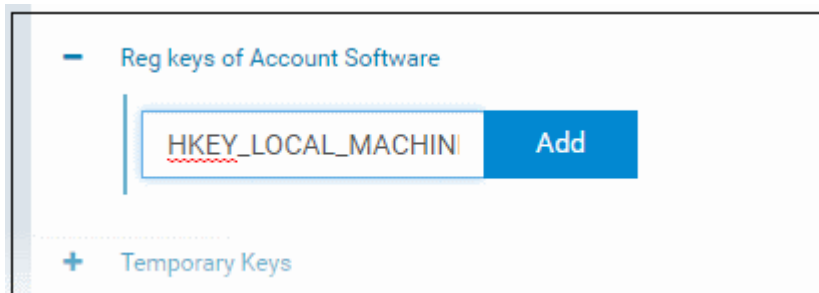 Reg keys of Account Software
HKEY_LOCAL_MACHIN
Add
Temporary Keys